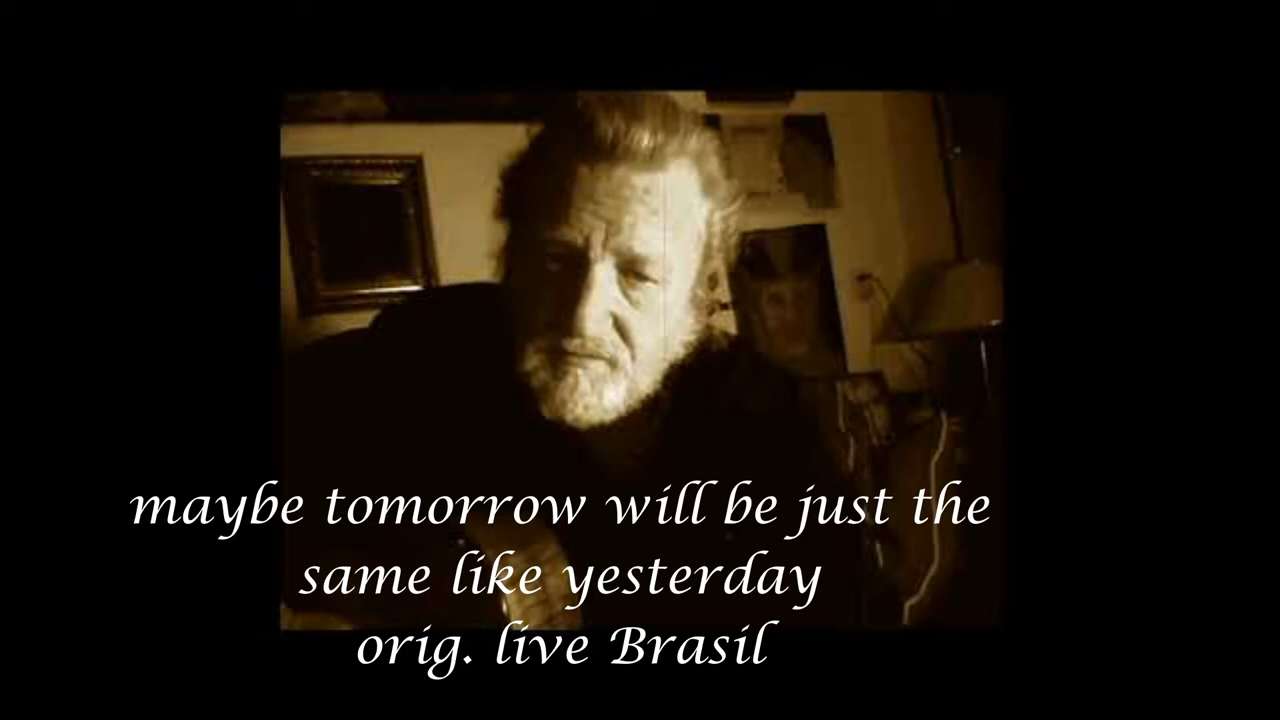 maybe tomorrow will be just the
same like yesterday
orig. live Brasil